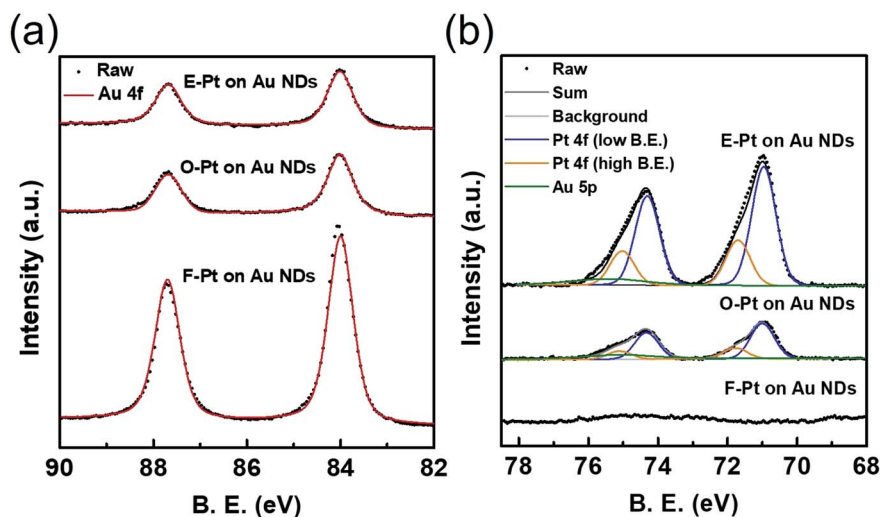 (a)
Raw
Au 4f
E-Pt on Au NDs
O-Pt on Au NDs
F-Pt on Au NDs
Intensity (a.u.)
90 88 86 84 82
B. E. (eV)
(b)
Raw
Sum
Background
Pt 4f (low B.E.)
Pt 4f (high B.E.)
Au 5p
E-Pt on Au NDs
O-Pt on Au NDs
F-Pt on Au NDs
Intensity (a.u.)
78 76 74 72 70 68
B. E. (eV)